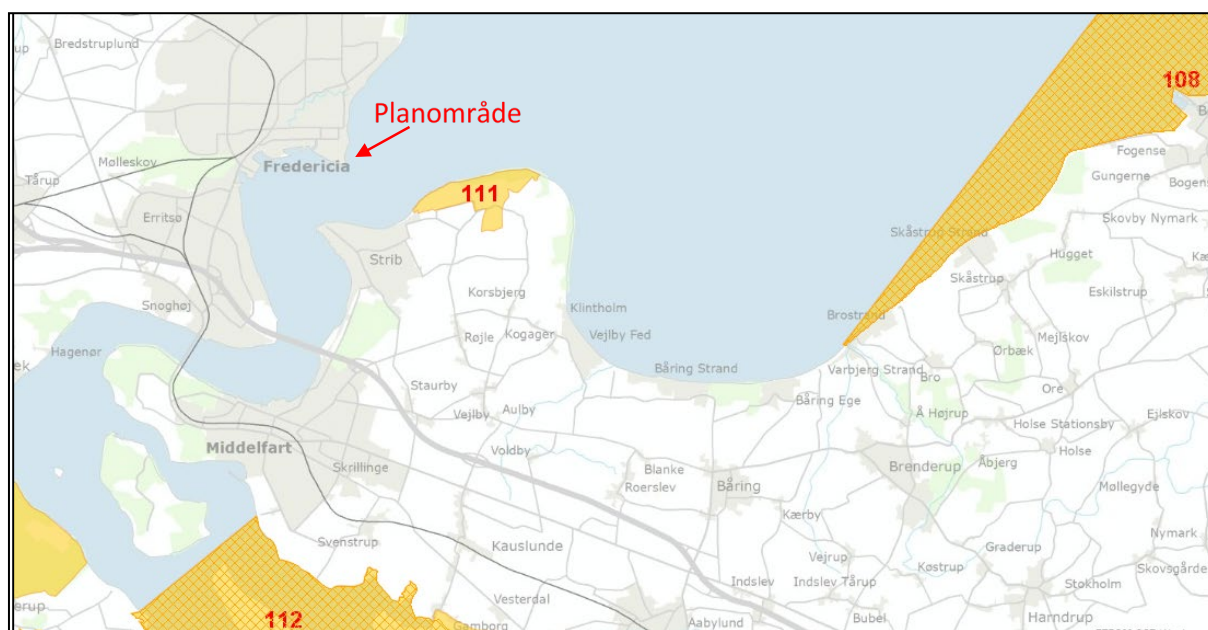 Bredstruplund
108
Planområde
Fogense
Fredericia
Mølleskov
Gungerne
Tårup
111
Skovby Nymark
Erritsø
Skåstrup Strand
Hugget
Strib
Skåstrup
Eskilstrup
Korsbjerg
Snoghøj
Klintholm
Brostrand
Røjle
Kogager
Vejlby Fed
Mejlskov
Hagenør
Ørbæk
Båring Strand
Varbjerg Strand
Bro
Staurby
Ore
Båring Ege
Vejlby
Aulby
Å Højrup
Ejlskov
Holse Stationsby
Middelfart
Voldby
Holse
Skrillinge
Blanke
Brenderup
Åbjerg
Roerslev
Båring
Møllegyde
Kærby
Svenstrup
Nymark
Kauslunde
Graderup
Vejrup
Køstrup
Skovsgårde
Indslev
Indslev Tårup
Stokholm
Vesterdal
112
Gamborg
Aabylund
Bubel
Harndrup